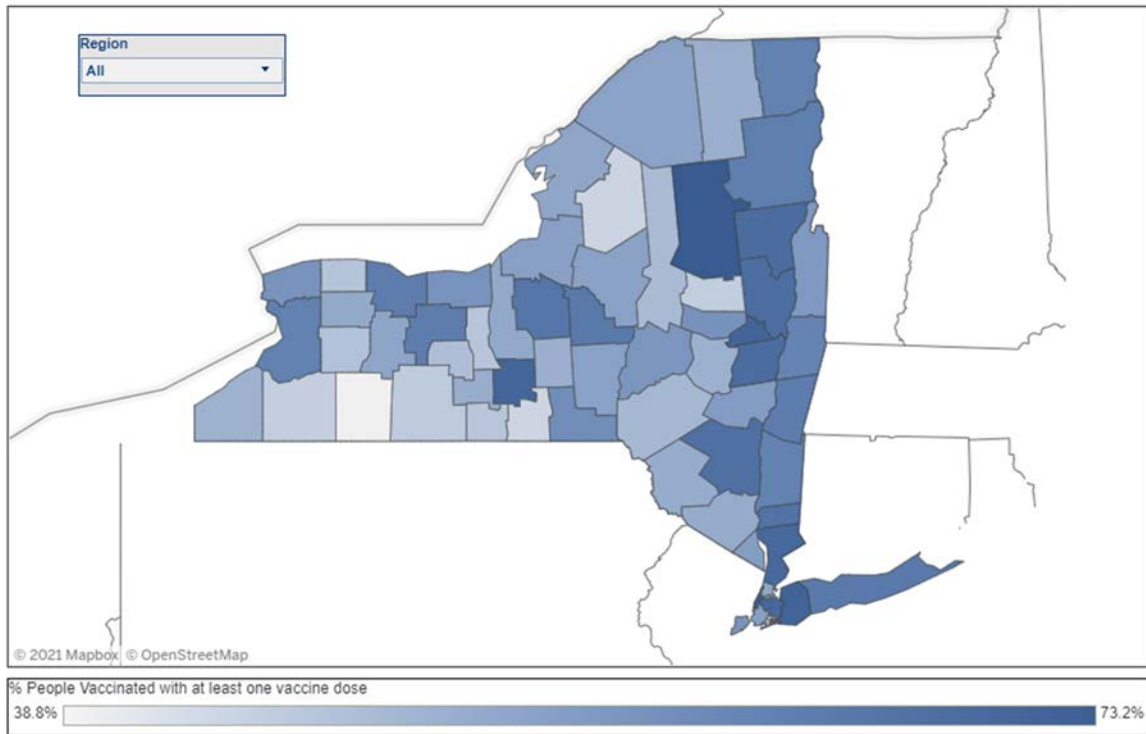 Region
All
© 2021 Mapbox © OpenStreetMap
% People Vaccinated with at least one vaccine dose
38.8%
73.2%